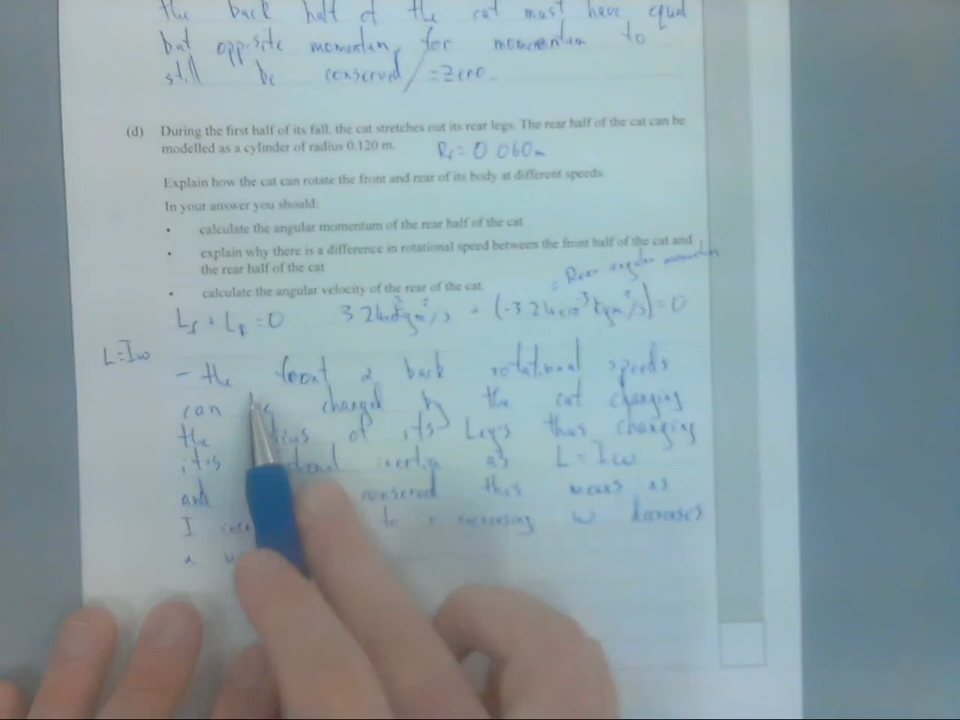 the back half of the cat must have equal
but opposite momentum, for momentum to
still be conserved / = zero.
(d) During the first half of its fall, the cat stretches out its rear legs. The rear half of the cat can be
modelled as a cylinder of radius 0.120 m. = 0.060m
Explain how the cat can rotate the front and rear of its body at different speeds.
In your answer you should:
• calculate the angular momentum of the rear half of the cat
• explain why there is a difference in rotational speed between the front half of the cat and
the rear half of the cat
= Rear angular momentum
• calculate the angular velocity of the rear of the cat.
= 0
L=Iω
- the front & back rotational speeds
can changed by the cat changing
the of its Legs thus changing
inertia as L = Iω
and conserved thus means as
I increasing ω decreases
&